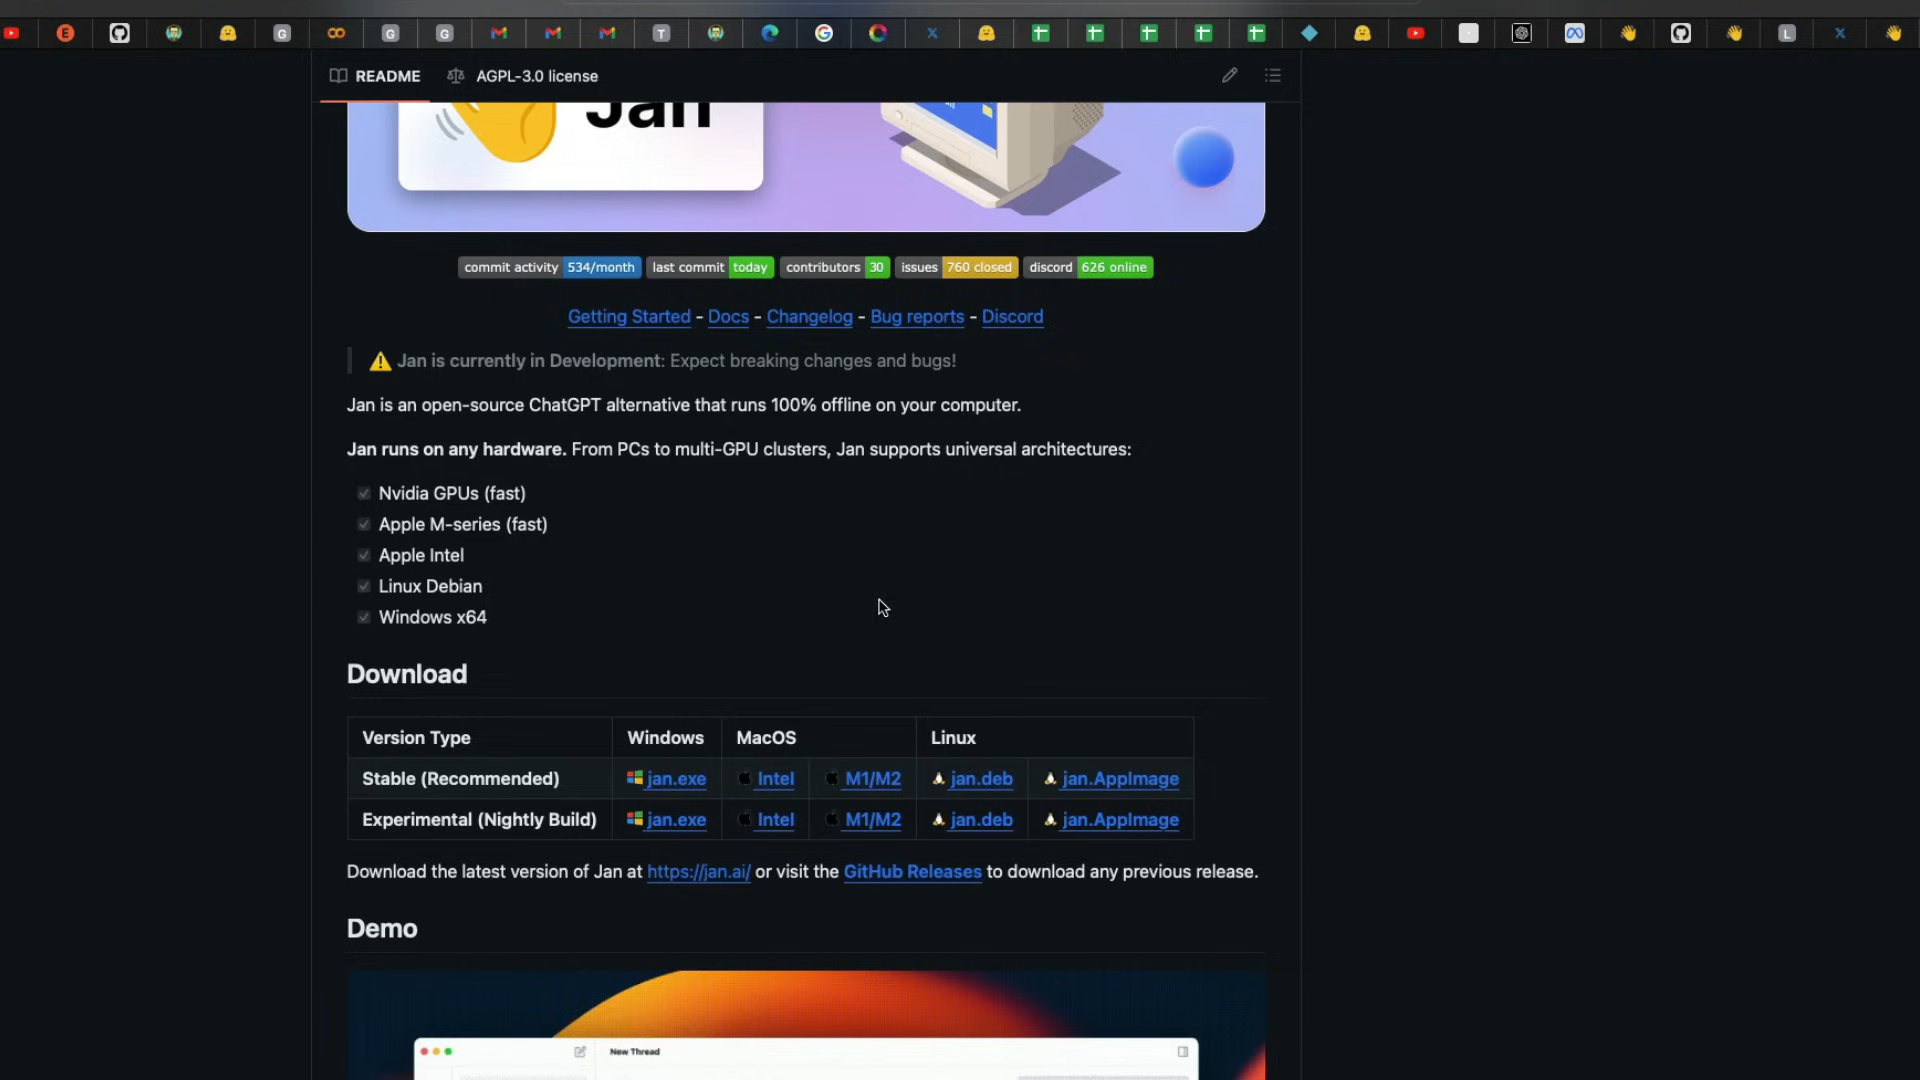 E
G
G
G
T
L
README
AGPL-3.0 license
Jan
commit activity 534/month last commit today contributors 30 issues 760 closed discord 626 online
Getting Started - Docs - Changelog - Bug reports - Discord
⚠️ Jan is currently in Development: Expect breaking changes and bugs!
Jan is an open-source ChatGPT alternative that runs 100% offline on your computer.
Jan runs on any hardware. From PCs to multi-GPU clusters, Jan supports universal architectures:
Nvidia GPUs (fast)
Apple M-series (fast)
Apple Intel
Linux Debian
Windows x64
Download
Version Type Windows MacOS Linux
Stable (Recommended) jan.exe Intel M1/M2 jan.deb jan.AppImage
Experimental (Nightly Build) jan.exe Intel M1/M2 jan.deb jan.AppImage
Download the latest version of Jan at https://jan.ai/ or visit the GitHub Releases to download any previous release.
Demo
New Thread